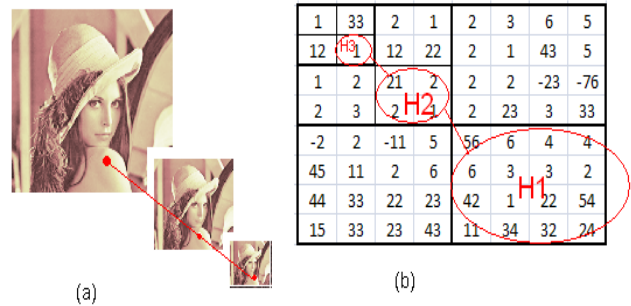 1 33 2 1 2 3 6 5
12 H3 1 12 22 2 1 43 5
1 2 21 2 2 2 -23 -76
2 3 2 1 2 23 3 33
H2
-2 2 -11 5 56 6 4 4
45 11 2 6 6 3 3 2
H1
44 33 22 23 42 1 22 54
15 33 23 43 11 34 32 24
(a)
(b)